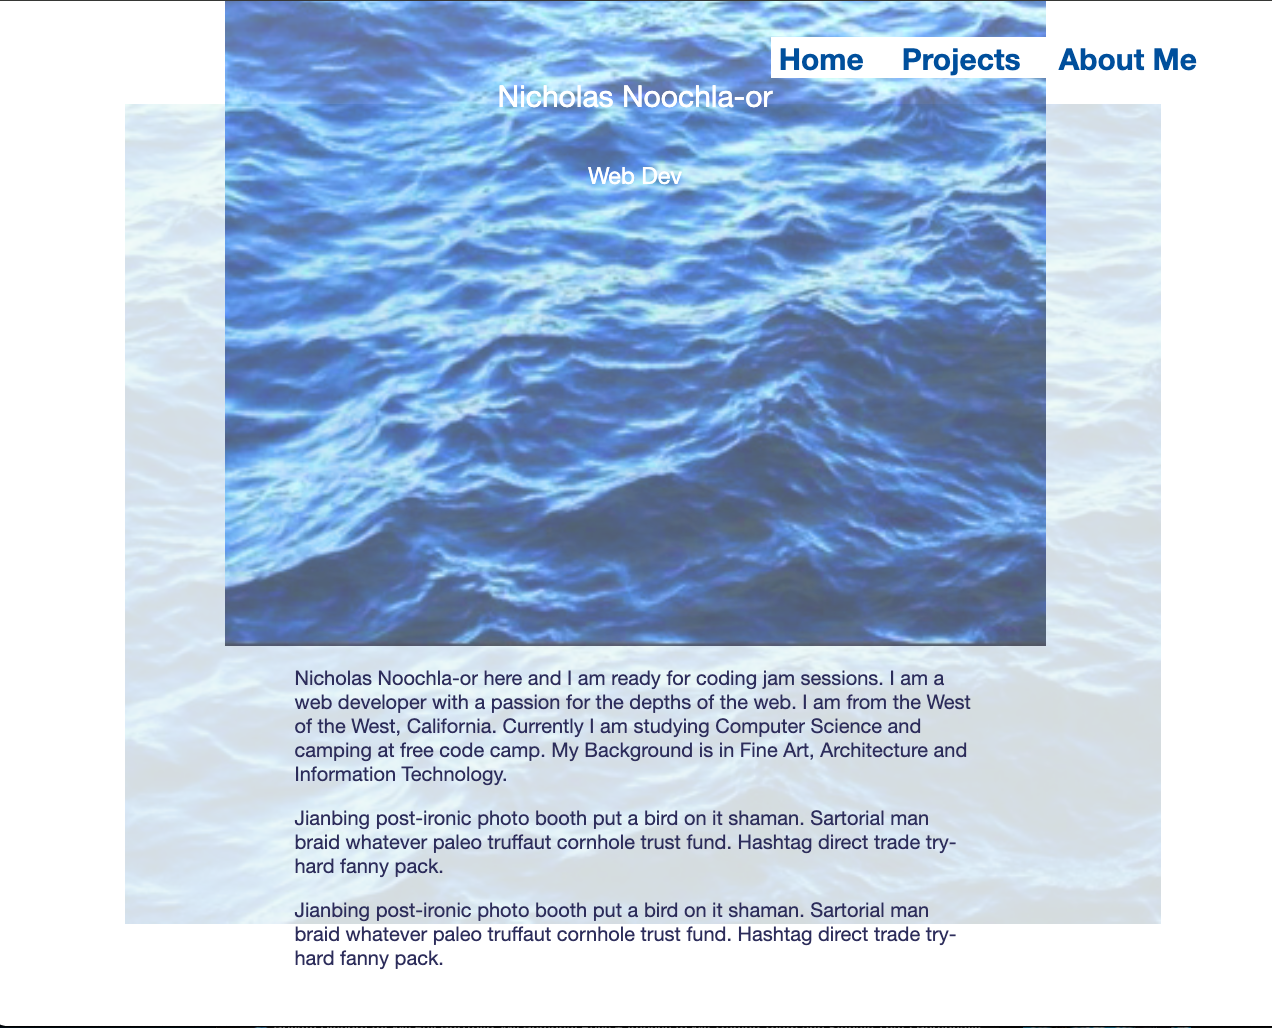 Home Projects About Me
Nicholas Noochla-or
Web Dev
Nicholas Noochla-or here and I am ready for coding jam sessions. I am a
web developer with a passion for the depths of the web. I am from the West
of the West, California. Currently I am studying Computer Science and
camping at free code camp. My Background is in Fine Art, Architecture and
Information Technology.
Jianbing post-ironic photo booth put a bird on it shaman. Sartorial man
braid whatever paleo truffaut cornhole trust fund. Hashtag direct trade try-
hard fanny pack.
Jianbing post-ironic photo booth put a bird on it shaman. Sartorial man
braid whatever paleo truffaut cornhole trust fund. Hashtag direct trade try-
hard fanny pack.